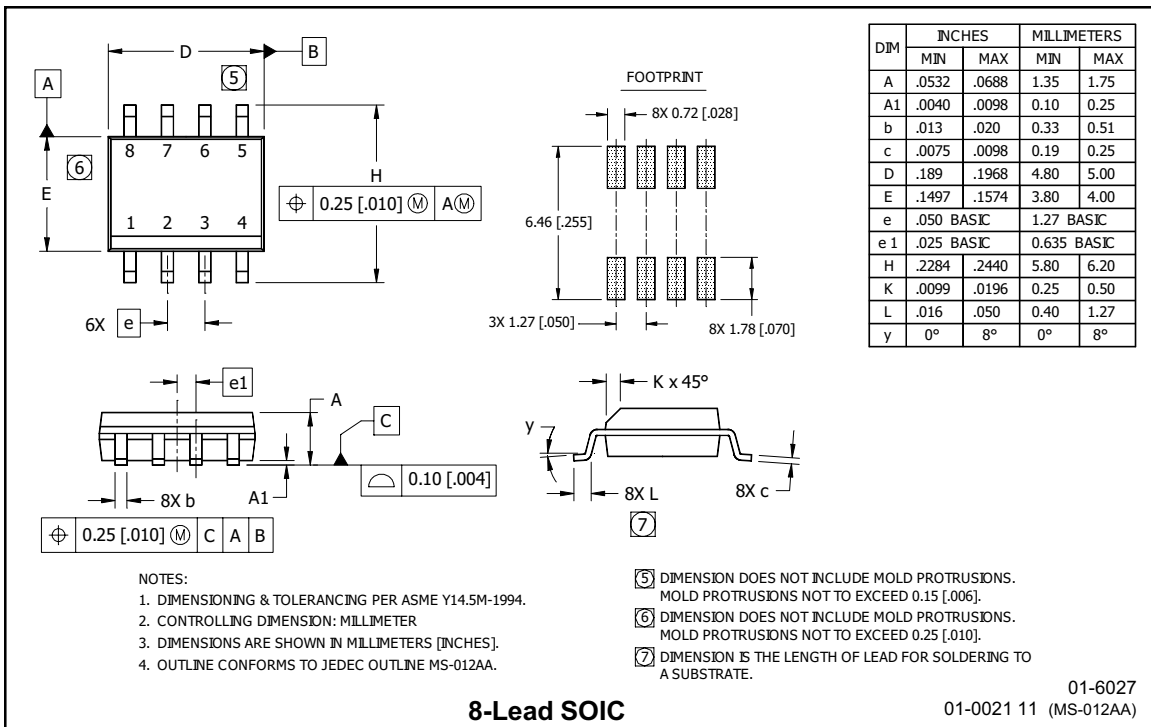 D
B
5
A
8 7 6 5
6
E
H
⌖ 0.25 [.010] Ⓜ AⓂ
1 2 3 4
6X e
FOOTPRINT
8X 0.72 [.028]
6.46 [.255]
3X 1.27 [.050]
8X 1.78 [.070]
DIM INCHES MILLIMETERS
MIN MAX MIN MAX
A .0532 .0688 1.35 1.75
A1 .0040 .0098 0.10 0.25
b .013 .020 0.33 0.51
c .0075 .0098 0.19 0.25
D .189 .1968 4.80 5.00
E .1497 .1574 3.80 4.00
e .050 BASIC 1.27 BASIC
e 1 .025 BASIC 0.635 BASIC
H .2284 .2440 5.80 6.20
K .0099 .0196 0.25 0.50
L .016 .050 0.40 1.27
y 0° 8° 0° 8°
e1
A
C
⌓ 0.10 [.004]
8X b
A1
⌖ 0.25 [.010] Ⓜ C A B
K x 45°
y
8X L
7
8X c
NOTES:
1. DIMENSIONING & TOLERANCING PER ASME Y14.5M-1994.
2. CONTROLLING DIMENSION: MILLIMETER
3. DIMENSIONS ARE SHOWN IN MILLIMETERS [INCHES].
4. OUTLINE CONFORMS TO JEDEC OUTLINE MS-012AA.
5 DIMENSION DOES NOT INCLUDE MOLD PROTRUSIONS.
MOLD PROTRUSIONS NOT TO EXCEED 0.15 [.006].
6 DIMENSION DOES NOT INCLUDE MOLD PROTRUSIONS.
MOLD PROTRUSIONS NOT TO EXCEED 0.25 [.010].
7 DIMENSION IS THE LENGTH OF LEAD FOR SOLDERING TO
A SUBSTRATE.
8-Lead SOIC
01-6027
01-0021 11 (MS-012AA)